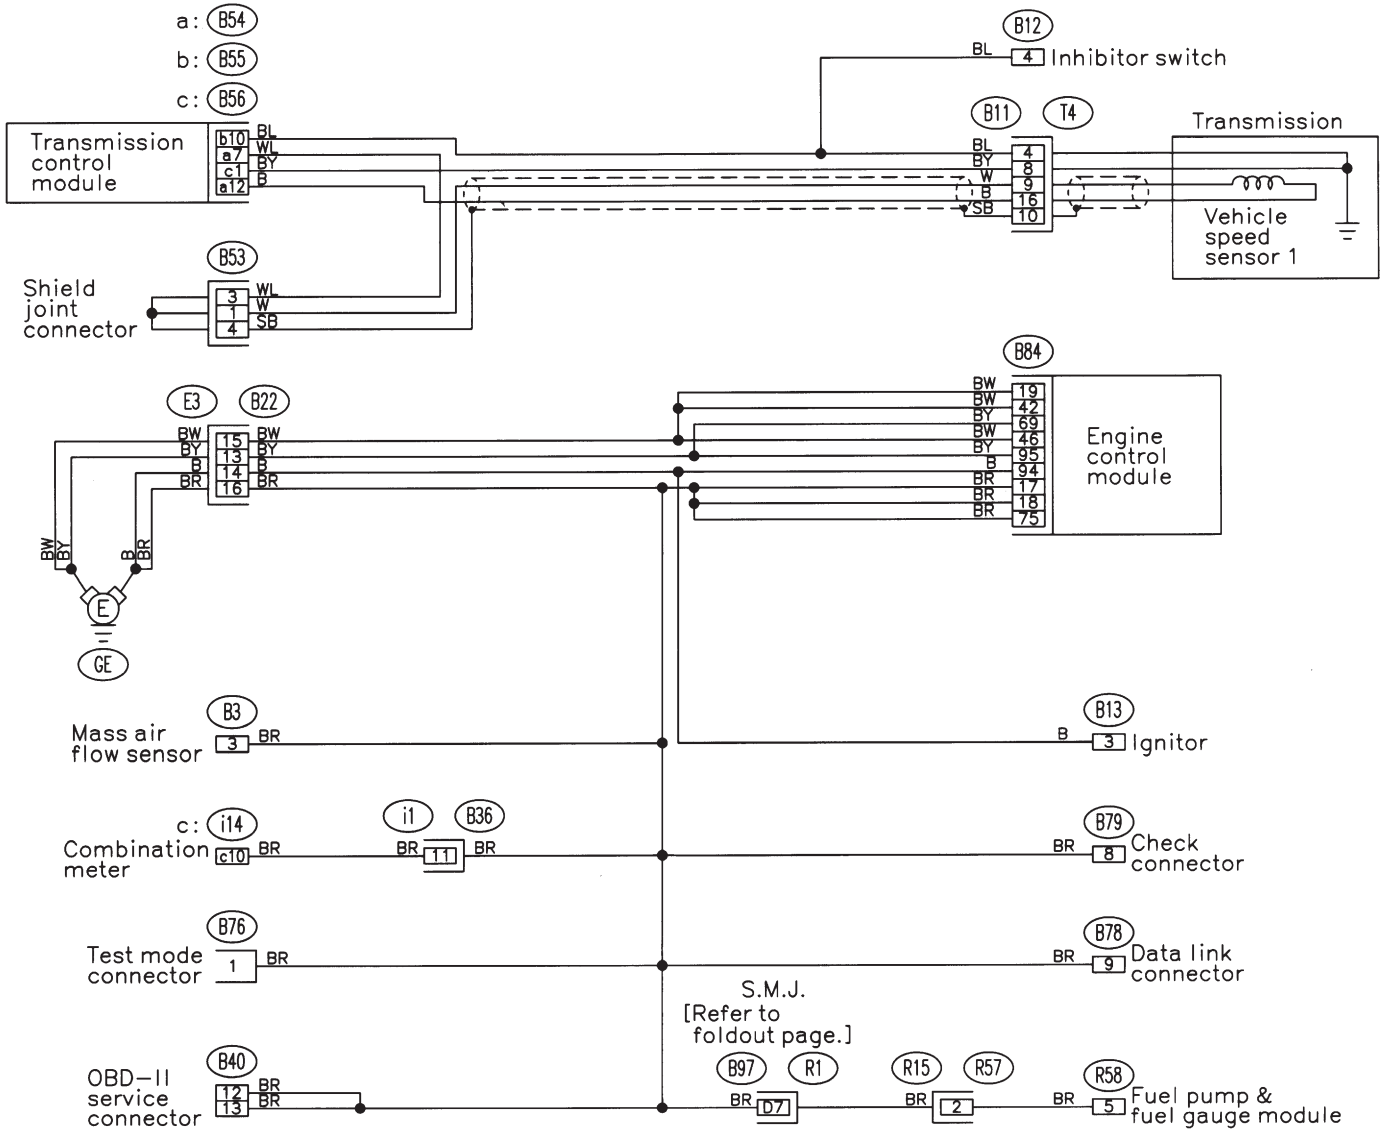 a: B54
b: B55
c: B56
B12
BL 4 Inhibitor switch
B11 T4
Transmission
Transmission
control
module
b10 BL
a7 WL
c1 BY
a12 B
BL 4
BY 8
W 9
B 16
SB 10
Vehicle
speed
sensor 1
B53
Shield
joint
connector
3 WL
1 W
4 SB
B84
BW 19
BW 42
BY 69
BW 46
BY 95
B 94
BR 17
BR 18
BR 75
Engine
control
module
E3 B22
BW 15 BW
BY 13 BY
B 14 B
BR 16 BR
BW BY B BR
E
GE
B3
Mass air
flow sensor
3 BR
B13
B 3 Ignitor
c: i14
Combination
meter
c10 BR
i1 B36
BR 11 BR
B79
BR 8 Check
connector
B76
Test mode
connector
1 BR
B78
BR 9 Data link
connector
S.M.J.
[Refer to
foldout page.]
B40
OBD-II
service
connector
12 BR
13 BR
B97 R1
BR D7
R15 R57
BR 2
R58
BR 5 Fuel pump &
fuel gauge module